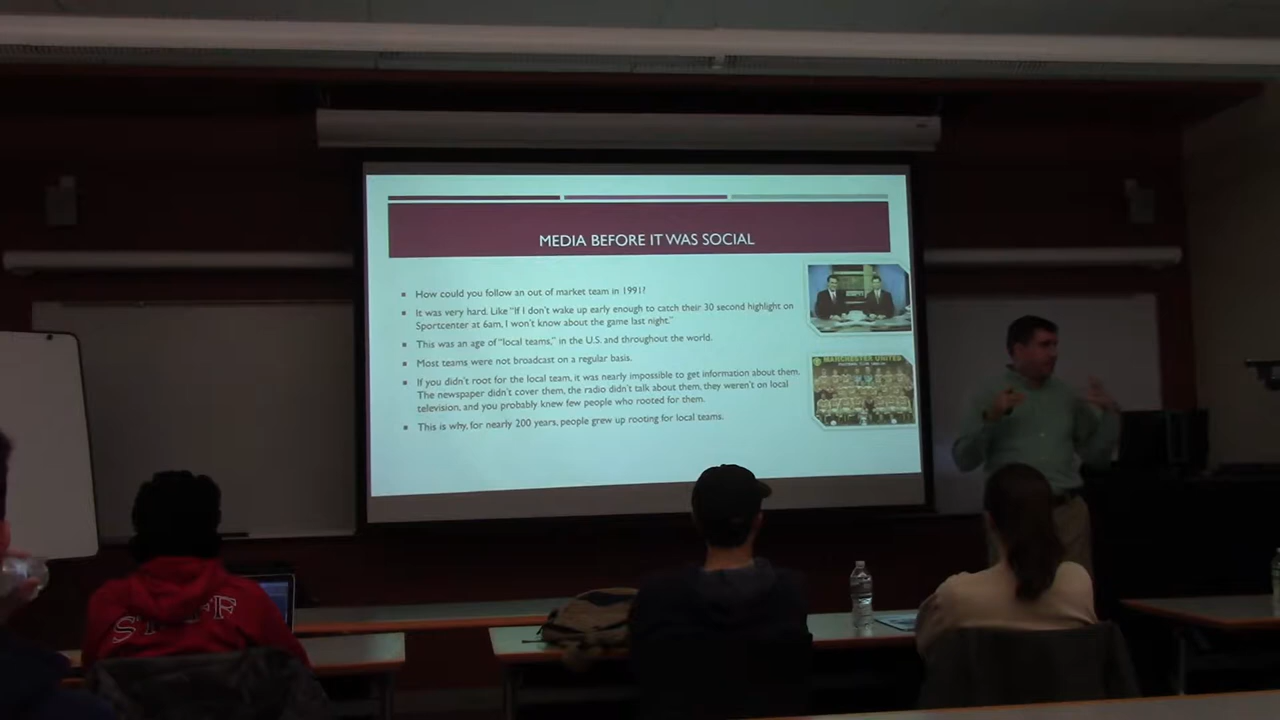 MEDIA BEFORE IT WAS SOCIAL
How could you follow an out of market team in 1991?
It was very hard. Like "If I don't wake up early enough to catch their 30 second highlight on
Sportcenter at 6am, I won't know about the game last night."
This was an age of "local teams," in the U.S. and throughout the world.
Most teams were not broadcast on a regular basis.
If you didn't root for the local team, it was nearly impossible to get information about them.
The newspaper didn't cover them, the radio didn't talk about them, they weren't on local
television, and you probably knew few people who rooted for them.
This is why, for nearly 200 years, people grew up rooting for local teams.
ESPN
MANCHESTER UNITED
STAFF